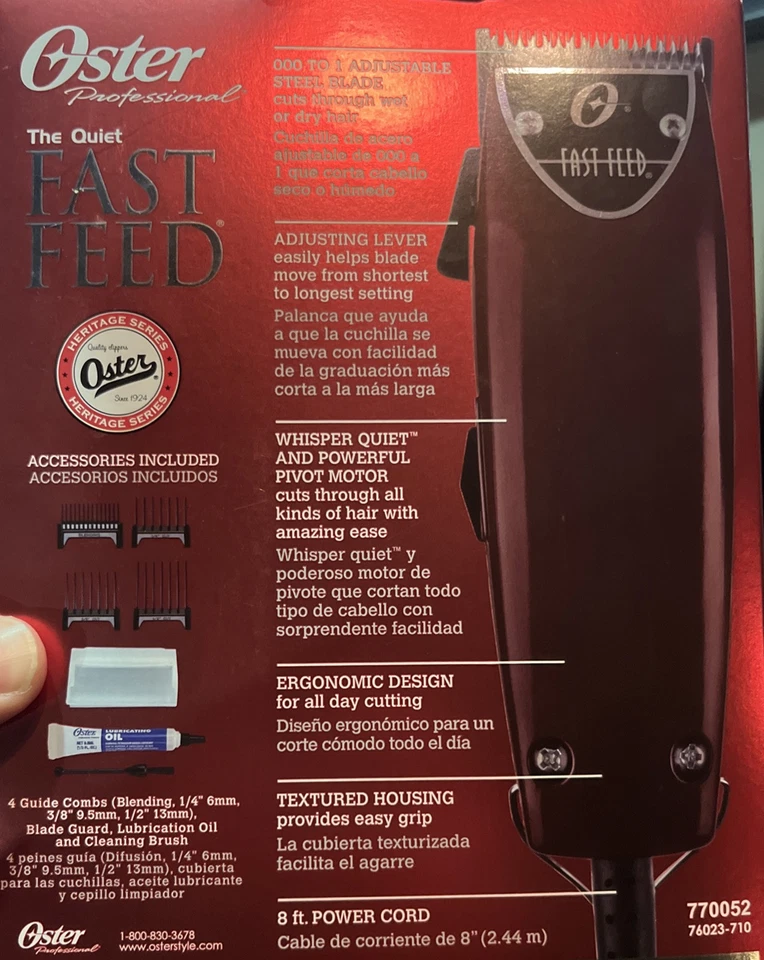 Oster
Professional
The Quiet
FAST
FEED®
HERITAGE SERIES
Quality clippers
Oster®
Since 1924
HERITAGE SERIES
ACCESSORIES INCLUDED
ACCESORIOS INCLUIDOS
Oster
LUBRICATING
OIL
4 Guide Combs (Blending, 1/4" 6mm,
3/8" 9.5mm, 1/2" 13mm),
Blade Guard, Lubrication Oil
and Cleaning Brush
4 peines guía (Difusión, 1/4" 6mm,
3/8" 9.5mm, 1/2" 13mm), cubierta
para las cuchillas, aceite lubricante
y cepillo limpiador
Oster
Professional
1-800-830-3678
www.osterstyle.com
000 TO 1 ADJUSTABLE
STEEL BLADE
cuts through wet
or dry hair
Cuchilla de acero
ajustable de 000 a
1 que corta cabello
seco o húmedo
ADJUSTING LEVER
easily helps blade
move from shortest
to longest setting
Palanca que ayuda
a que la cuchilla se
mueva con facilidad
de la graduación más
corta a la más larga
WHISPER QUIET™
AND POWERFUL
PIVOT MOTOR
cuts through all
kinds of hair with
amazing ease
Whisper quiet™ y
poderoso motor de
pivote que cortan todo
tipo de cabello con
sorprendente facilidad
ERGONOMIC DESIGN
for all day cutting
Diseño ergonómico para un
corte cómodo todo el día
TEXTURED HOUSING
provides easy grip
La cubierta texturizada
facilita el agarre
8 ft. POWER CORD
Cable de corriente de 8" (2.44 m)
O®
FAST FEED®
770052
76023-710